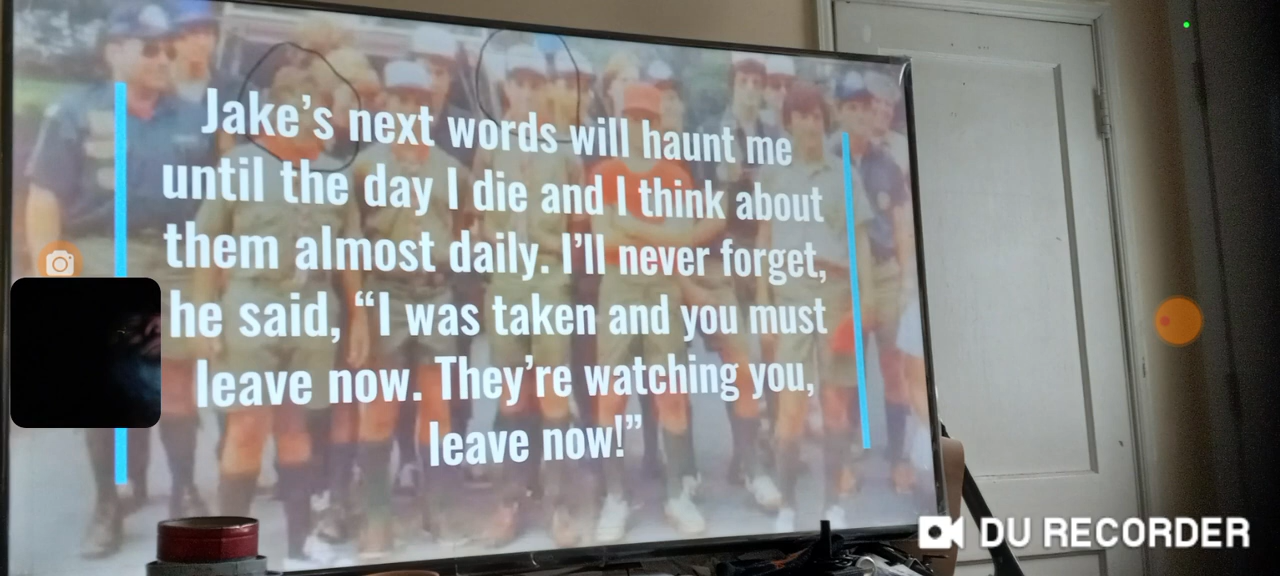 Jake's next words will haunt me
until the day I die and I think about
them almost daily. I'll never forget,
he said, “I was taken and you must
leave now. They're watching you,
leave now!”
DU RECORDER